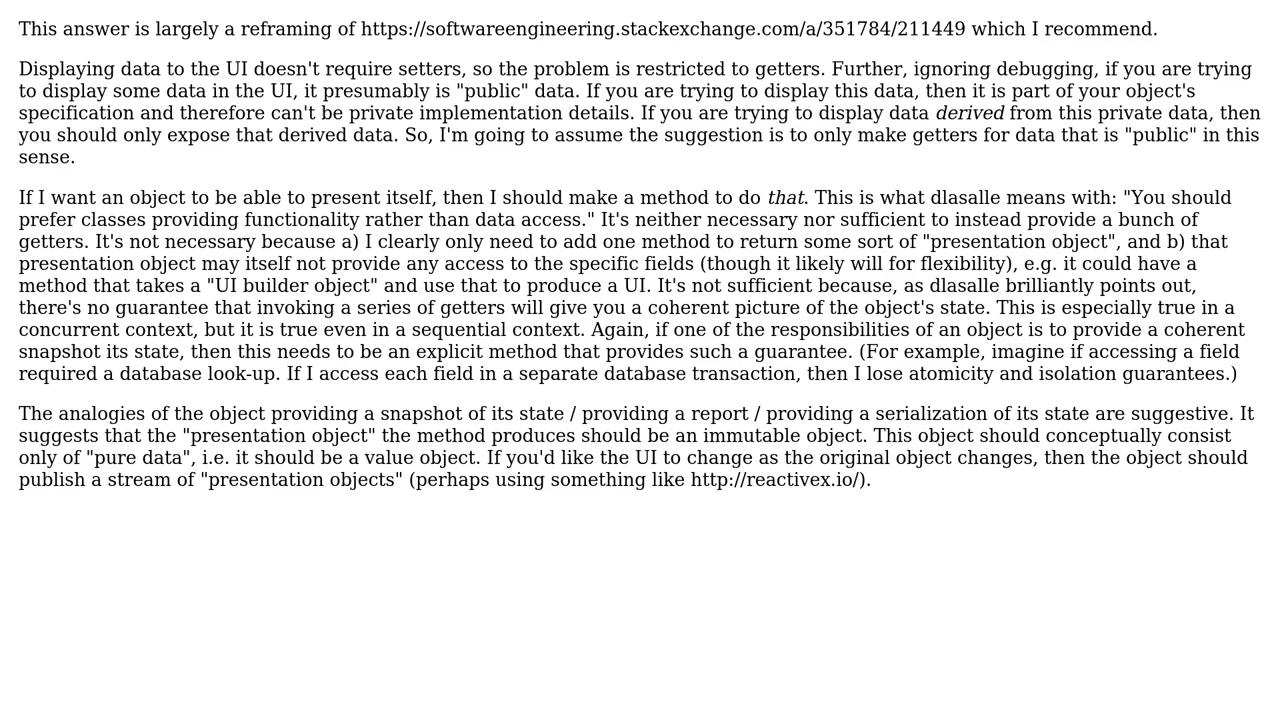 This answer is largely a reframing of https://softwareengineering.stackexchange.com/a/351784/211449 which I recommend.
Displaying data to the UI doesn't require setters, so the problem is restricted to getters. Further, ignoring debugging, if you are trying
to display some data in the UI, it presumably is "public" data. If you are trying to display this data, then it is part of your object's
specification and therefore can't be private implementation details. If you are trying to display data derived from this private data, then
you should only expose that derived data. So, I'm going to assume the suggestion is to only make getters for data that is "public" in this
sense.
If I want an object to be able to present itself, then I should make a method to do that. This is what dlasalle means with: "You should
prefer classes providing functionality rather than data access." It's neither necessary nor sufficient to instead provide a bunch of
getters. It's not necessary because a) I clearly only need to add one method to return some sort of "presentation object", and b) that
presentation object may itself not provide any access to the specific fields (though it likely will for flexibility), e.g. it could have a
method that takes a "UI builder object" and use that to produce a UI. It's not sufficient because, as dlasalle brilliantly points out,
there's no guarantee that invoking a series of getters will give you a coherent picture of the object's state. This is especially true in a
concurrent context, but it is true even in a sequential context. Again, if one of the responsibilities of an object is to provide a coherent
snapshot its state, then this needs to be an explicit method that provides such a guarantee. (For example, imagine if accessing a field
required a database look-up. If I access each field in a separate database transaction, then I lose atomicity and isolation guarantees.)
The analogies of the object providing a snapshot of its state / providing a report / providing a serialization of its state are suggestive. It
suggests that the "presentation object" the method produces should be an immutable object. This object should conceptually consist
only of "pure data", i.e. it should be a value object. If you'd like the UI to change as the original object changes, then the object should
publish a stream of "presentation objects" (perhaps using something like http://reactivex.io/).